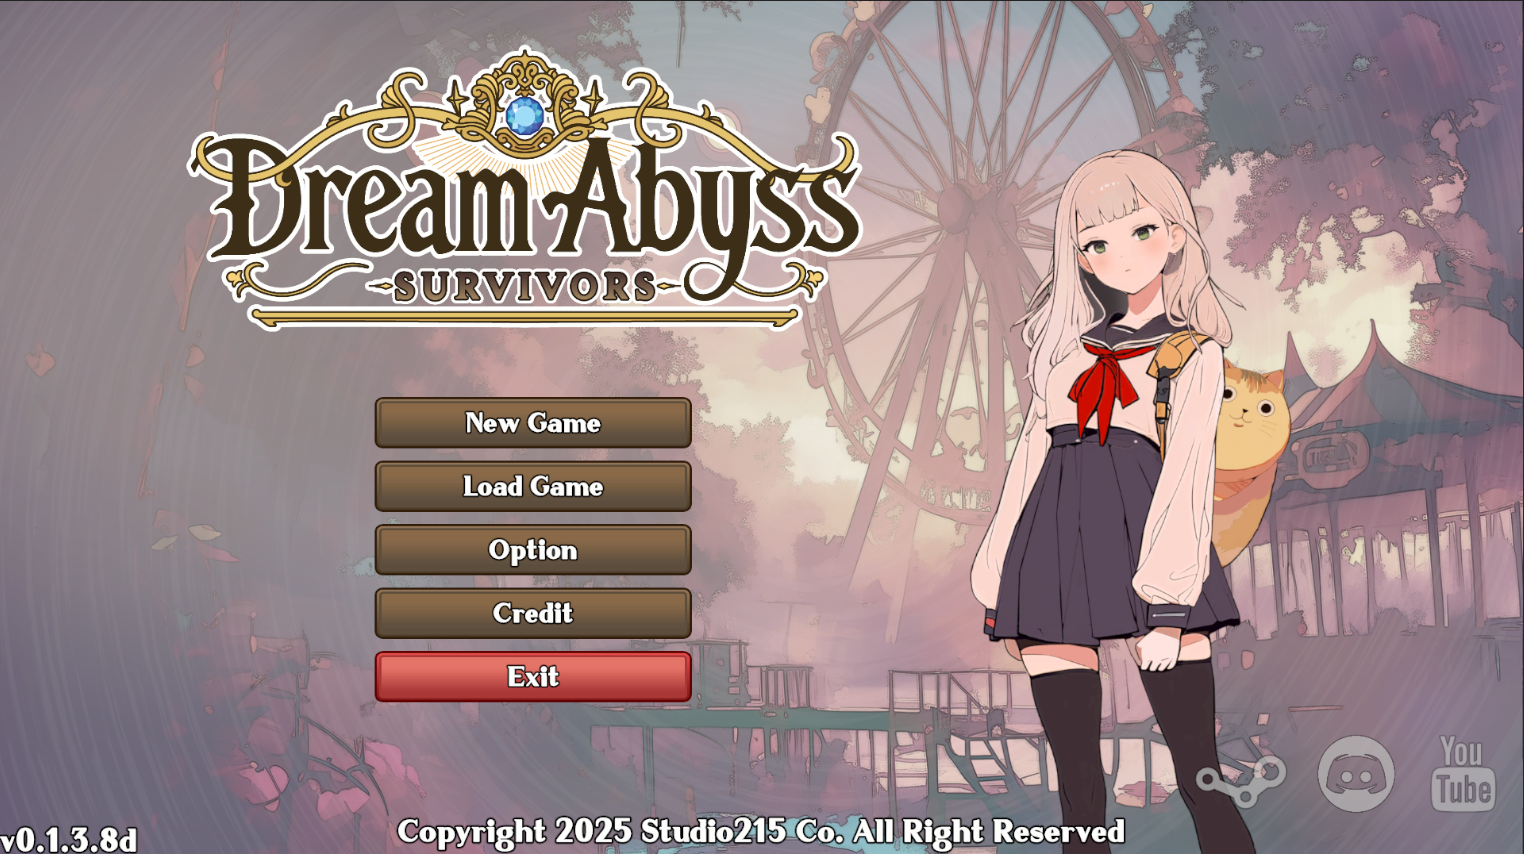 Dream Abyss
SURVIVORS
New Game
Load Game
Option
Credit
Exit
You
Tube
v0.1.3.8d
Copyright 2025 Studio215 Co. All Right Reserved